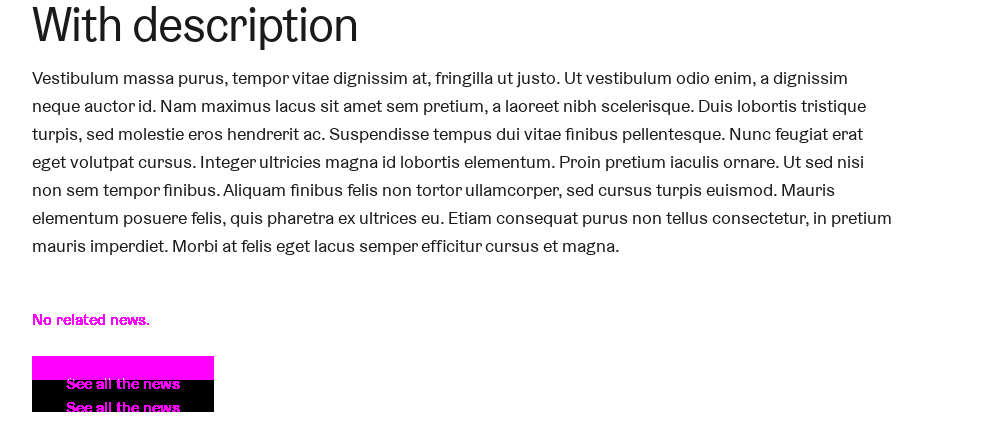 With description
Vestibulum massa purus, tempor vitae dignissim at, fringilla ut justo. Ut vestibulum odio enim, a dignissim
neque auctor id. Nam maximus lacus sit amet sem pretium, a laoreet nibh scelerisque. Duis lobortis tristique
turpis, sed molestie eros hendrerit ac. Suspendisse tempus dui vitae finibus pellentesque. Nunc feugiat erat
eget volutpat cursus. Integer ultricies magna id lobortis elementum. Proin pretium iaculis ornare. Ut sed nisi
non sem tempor finibus. Aliquam finibus felis non tortor ullamcorper, sed cursus turpis euismod. Mauris
elementum posuere felis, quis pharetra ex ultrices eu. Etiam consequat purus non tellus consectetur, in pretium
mauris imperdiet. Morbi at felis eget lacus semper efficitur cursus et magna.
No related news.
See all the news
See all the news